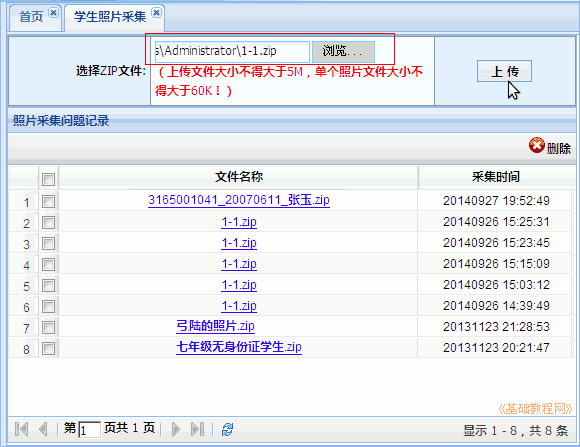 首页 学生照片采集
选择ZIP文件: s\Administrator\1-1.zip 浏览... 上 传
（上传文件大小不得大于5M，单个照片文件大小不
得大于60K！）
照片采集问题记录
删除
文件名称 采集时间
1 3165001041_20070611_张玉.zip 20140927 19:52:49
2 1-1.zip 20140926 15:25:31
3 1-1.zip 20140926 15:23:45
4 1-1.zip 20140926 15:15:09
5 1-1.zip 20140926 15:03:12
6 1-1.zip 20140926 14:39:49
7 弓陆的照片.zip 20131123 21:28:53
8 七年级无身份证学生.zip 20131123 20:21:47
《基础教程网》
第 1 页共 1 页 显示 1 - 8，共 8 条